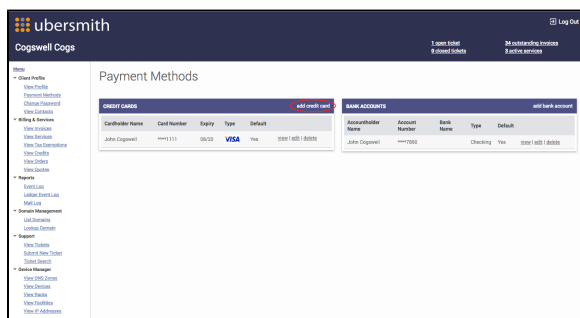 ubersmith
Log Out
Cogswell Cogs
1 open ticket
0 closed tickets
34 outstanding invoices
3 active services
Menu
Client Profile
View Profile
Payment Methods
Change Password
View Contacts
Billing & Services
View Invoices
View Services
View Tax Exemptions
View Credits
View Orders
View Quotes
Reports
Event Log
Ledger Event Log
Mail Log
Domain Management
List Domains
Lookup Domain
Support
View Tickets
Submit New Ticket
Ticket Search
Device Manager
View DNS Zones
View Devices
View Racks
View Facilities
View IP Addresses
Payment Methods
CREDIT CARDS add credit card
Cardholder Name Card Number Expiry Type Default
John Cogswell ****1111 08/20 VISA Yes view | edit | delete
BANK ACCOUNTS add bank account
Accountholder Name Account Number Bank Name Type Default
John Cogswell ****7890 Checking Yes view | edit | delete